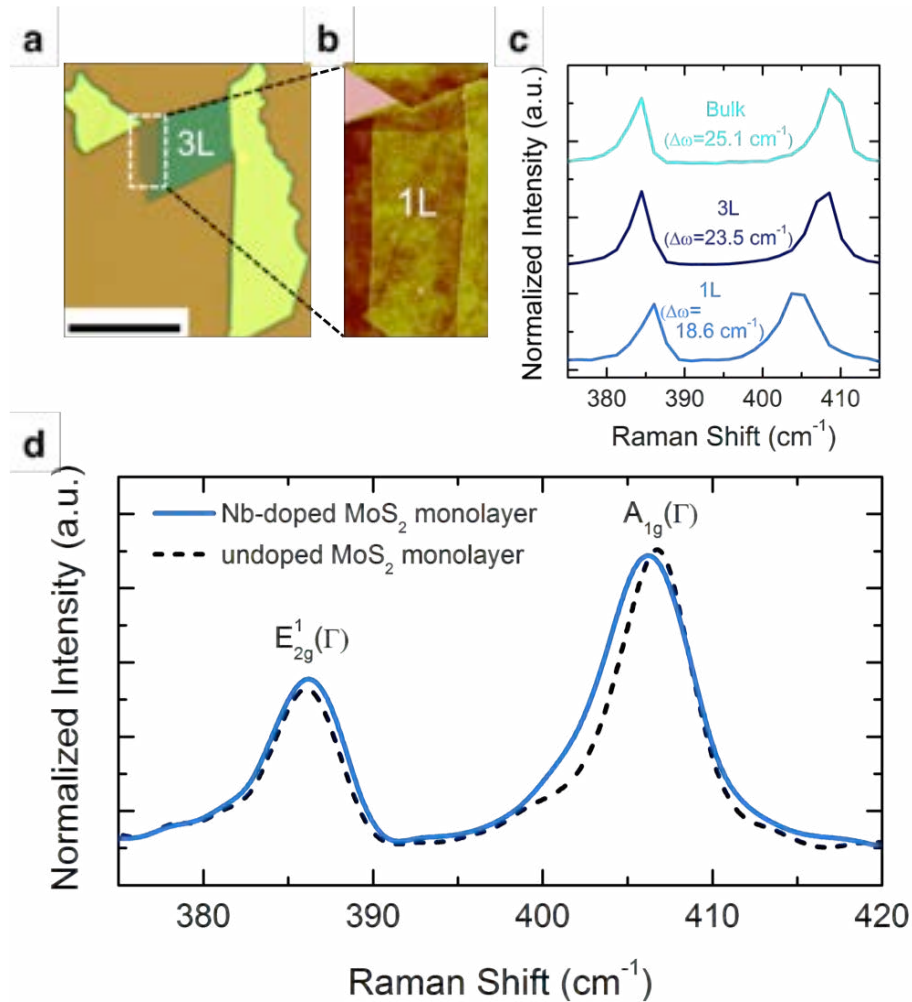 a
b
c
3L
1L
Normalized Intensity (a.u.)
Bulk
(Δω=25.1 cm⁻¹)
3L
(Δω=23.5 cm⁻¹)
1L
(Δω=
18.6 cm⁻¹)
380 390 400 410
Raman Shift (cm⁻¹)
d
Normalized Intensity (a.u.)
Nb-doped MoS₂ monolayer
undoped MoS₂ monolayer
A₁g(Γ)
E¹₂g(Γ)
380 390 400 410 420
Raman Shift (cm⁻¹)